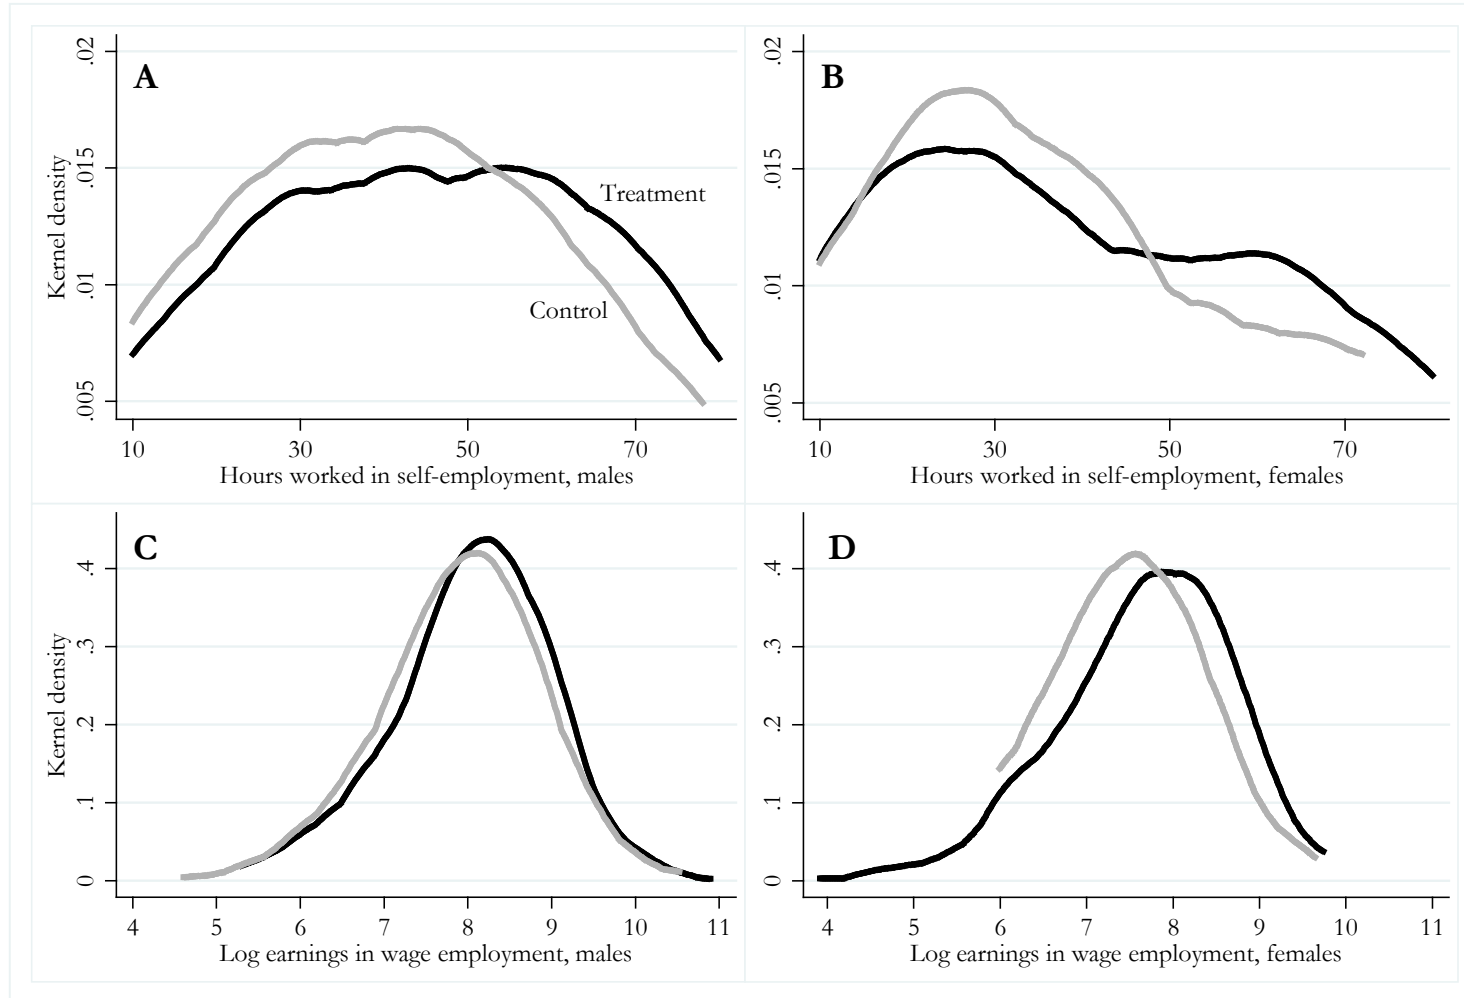 A
Kernel density
.005 .01 .015 .02
Treatment
Control
10 30 50 70
Hours worked in self-employment, males
B
.005 .01 .015 .02
10 30 50 70
Hours worked in self-employment, females
C
Kernel density
0 .1 .2 .3 .4
4 5 6 7 8 9 10 11
Log earnings in wage employment, males
D
0 .1 .2 .3 .4
4 5 6 7 8 9 10 11
Log earnings in wage employment, females